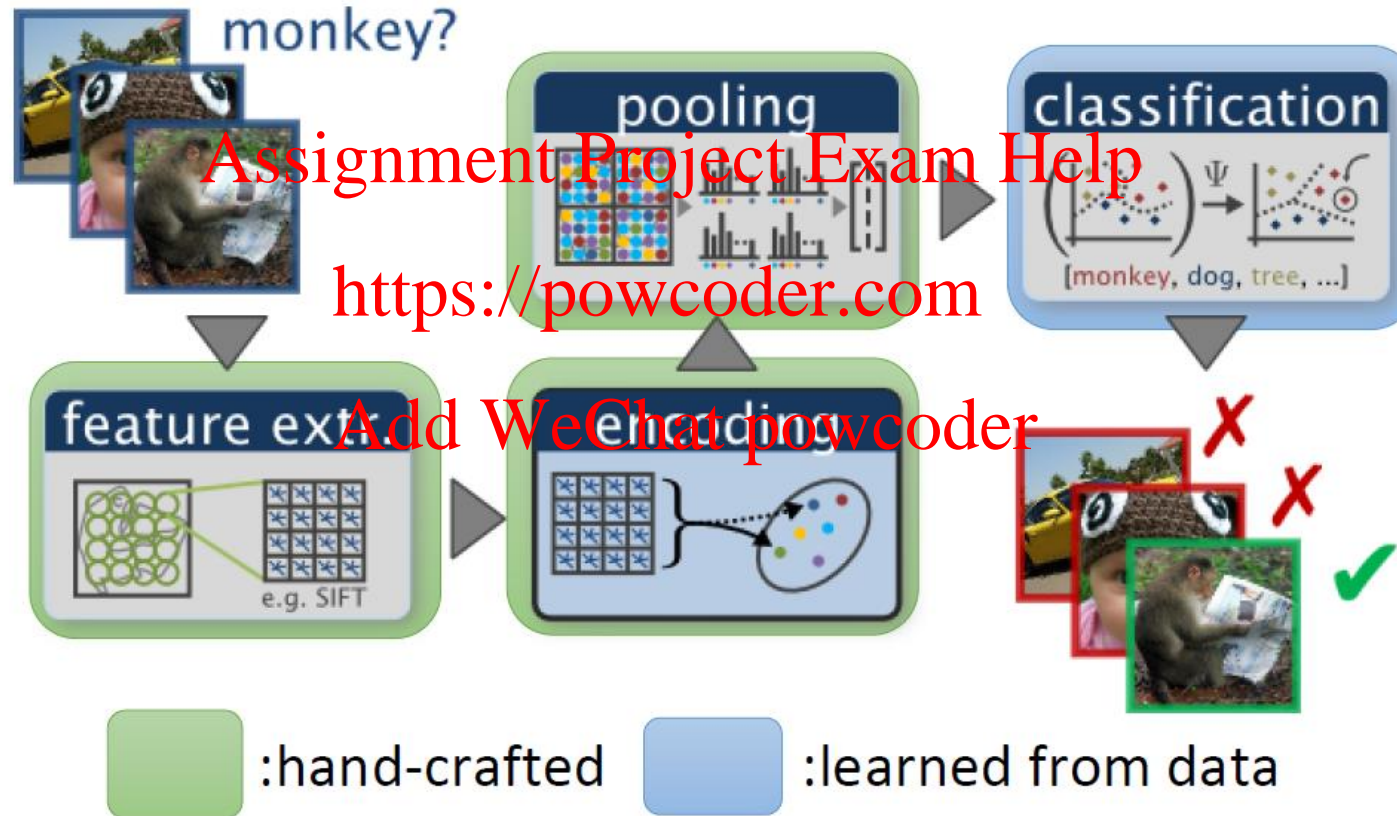 monkey?
pooling
classification
Assignment Project Exam Help
Ψ
[monkey, dog, tree, ...]
https://powcoder.com
feature extr.
encoding
Add WeChat powcoder
e.g. SIFT
:hand-crafted
:learned from data